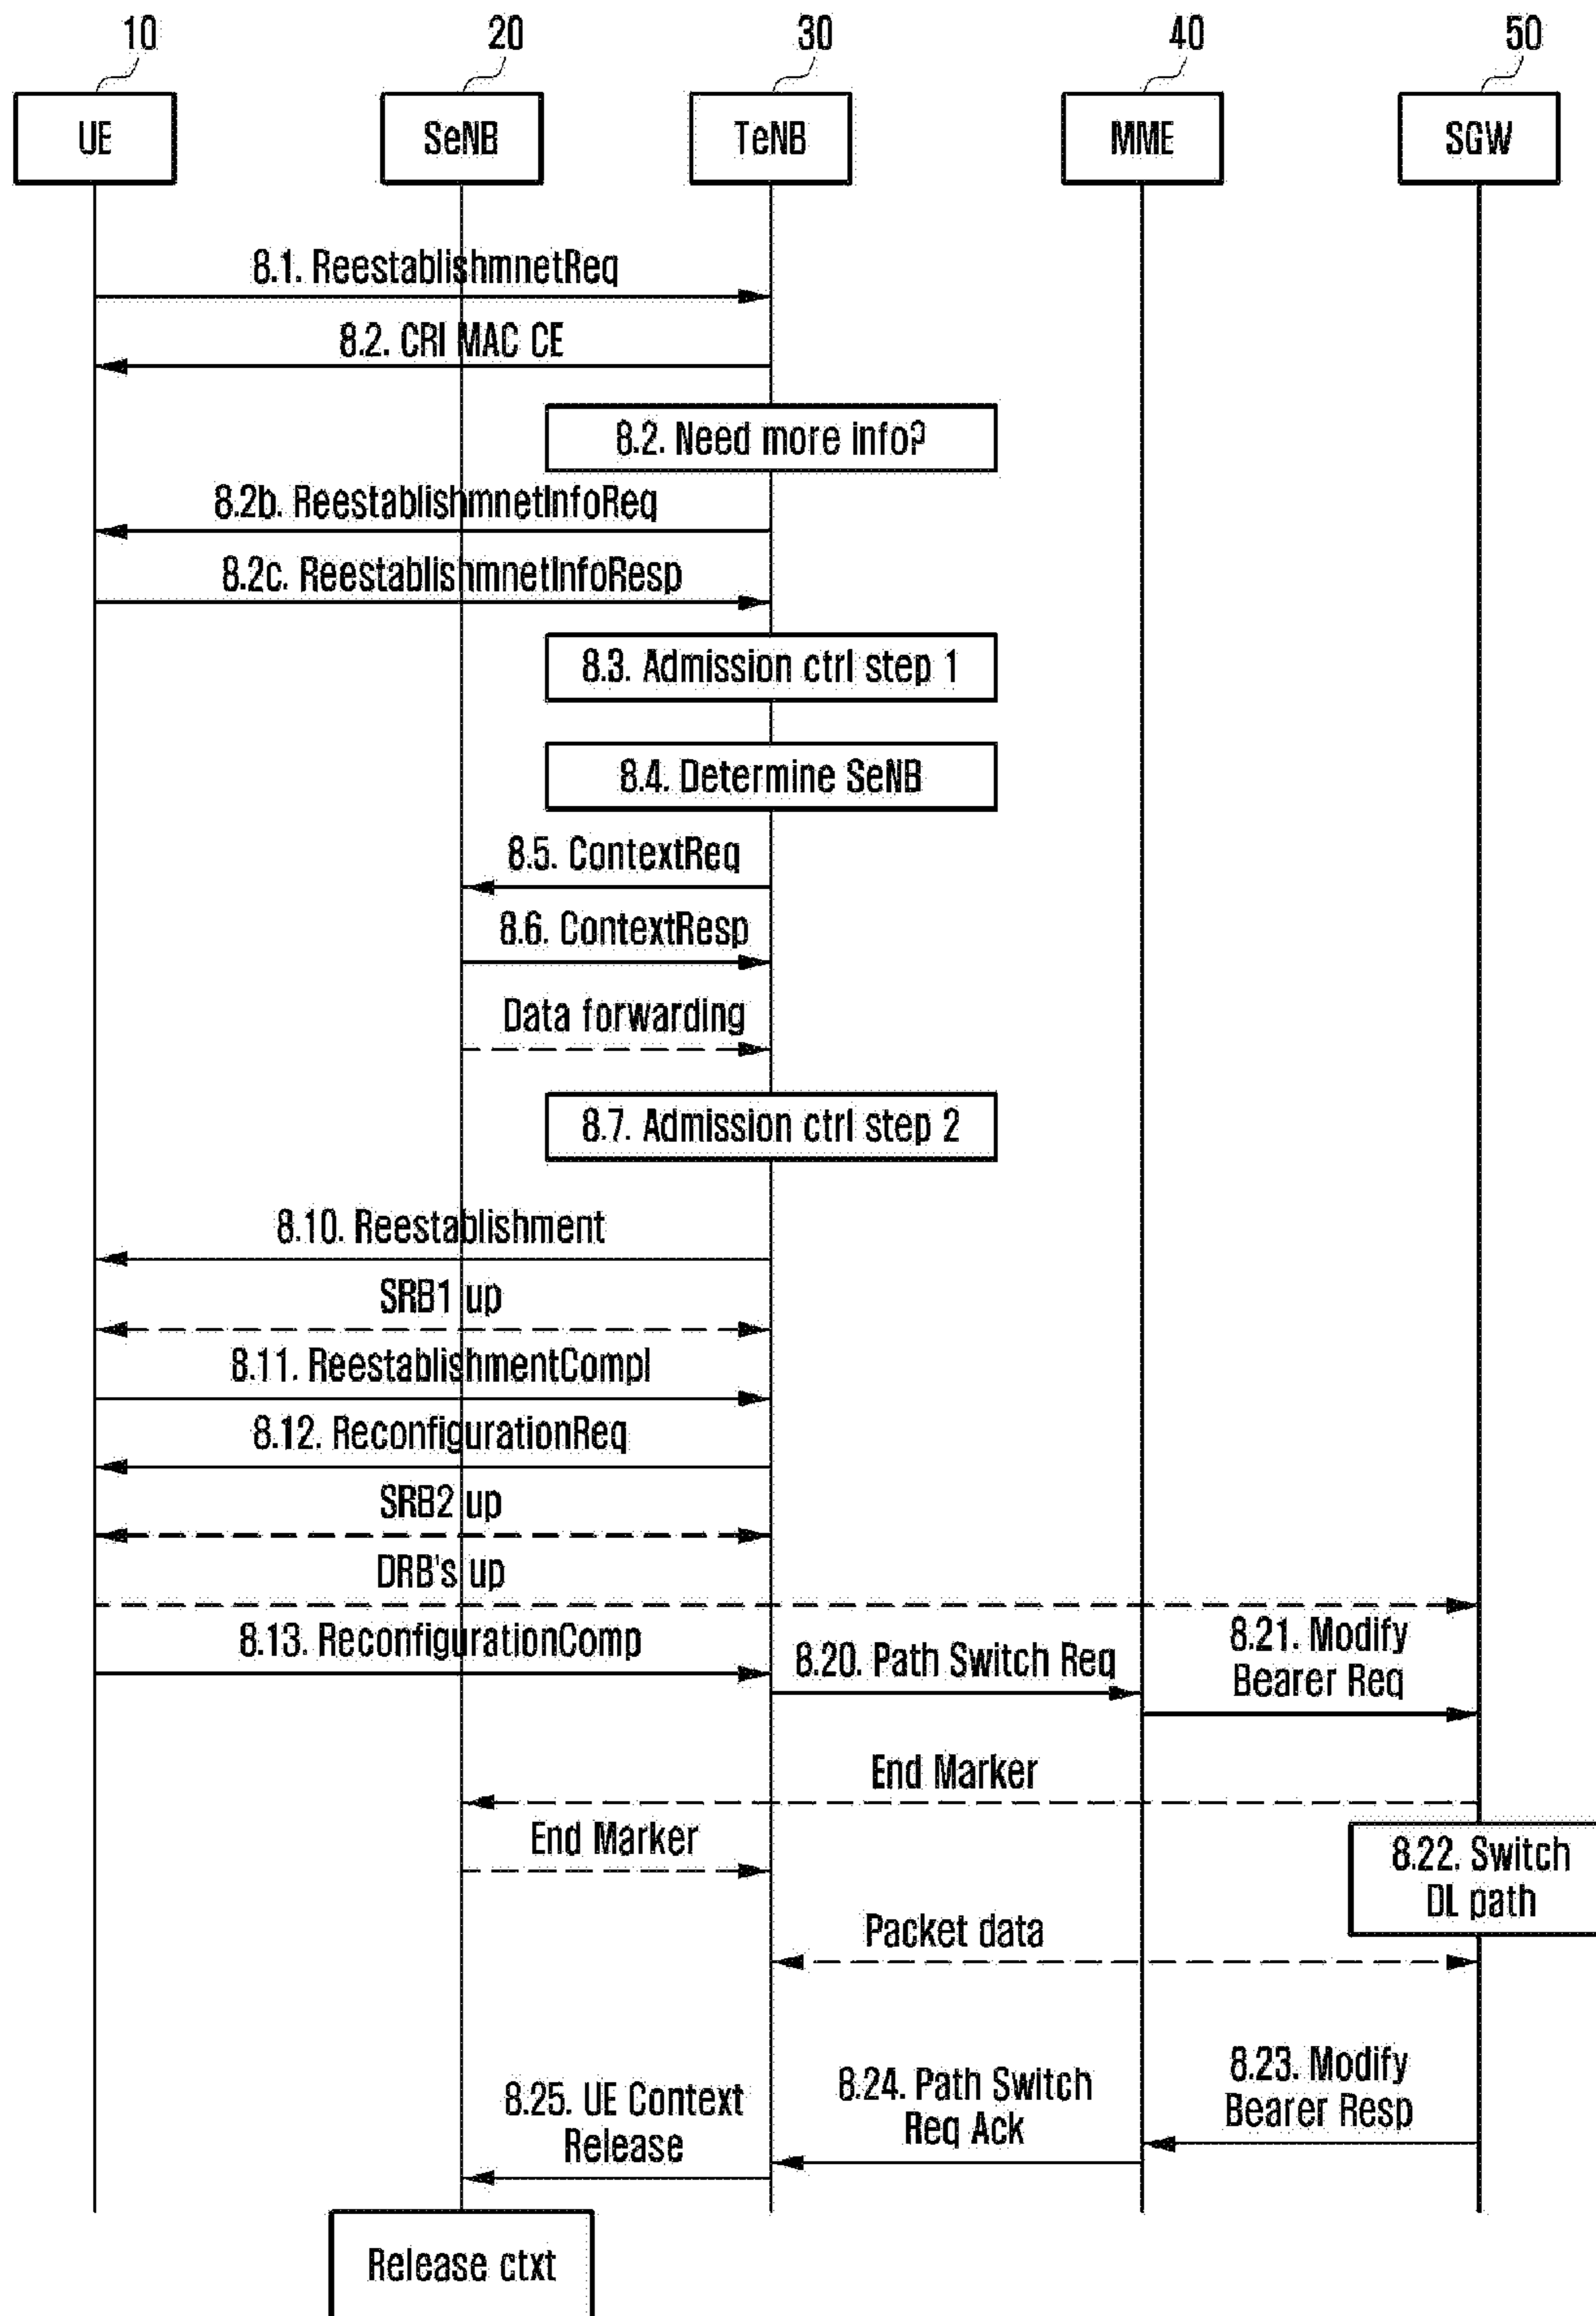 10
20
30
40
50
UE
SeNB
TeNB
MME
SGW
8.1. ReestablishmnetReq
8.2. CRI MAC CE
8.2. Need more info?
8.2b. ReestablishmnetInfoReq
8.2c. ReestablishmnetInfoResp
8.3. Admission ctrl step 1
8.4. Determine SeNB
8.5. ContextReq
8.6. ContextResp
Data forwarding
8.7. Admission ctrl step 2
8.10. Reestablishment
SRB1 up
8.11. ReestablishmentCompl
8.12. ReconfigurationReq
SRB2 up
DRB's up
8.13. ReconfigurationComp
8.20. Path Switch Req
8.21. Modify
Bearer Req
End Marker
End Marker
8.22. Switch
DL path
Packet data
8.23. Modify
Bearer Resp
8.24. Path Switch
Req Ack
8.25. UE Context
Release
Release ctxt